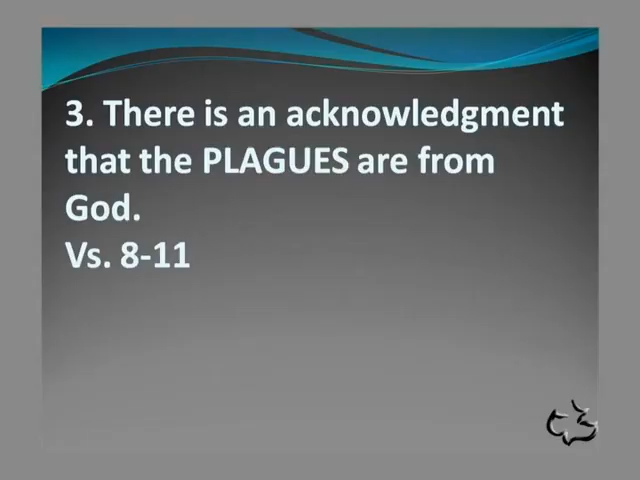 3. There is an acknowledgment
that the PLAGUES are from
God.
Vs. 8-11